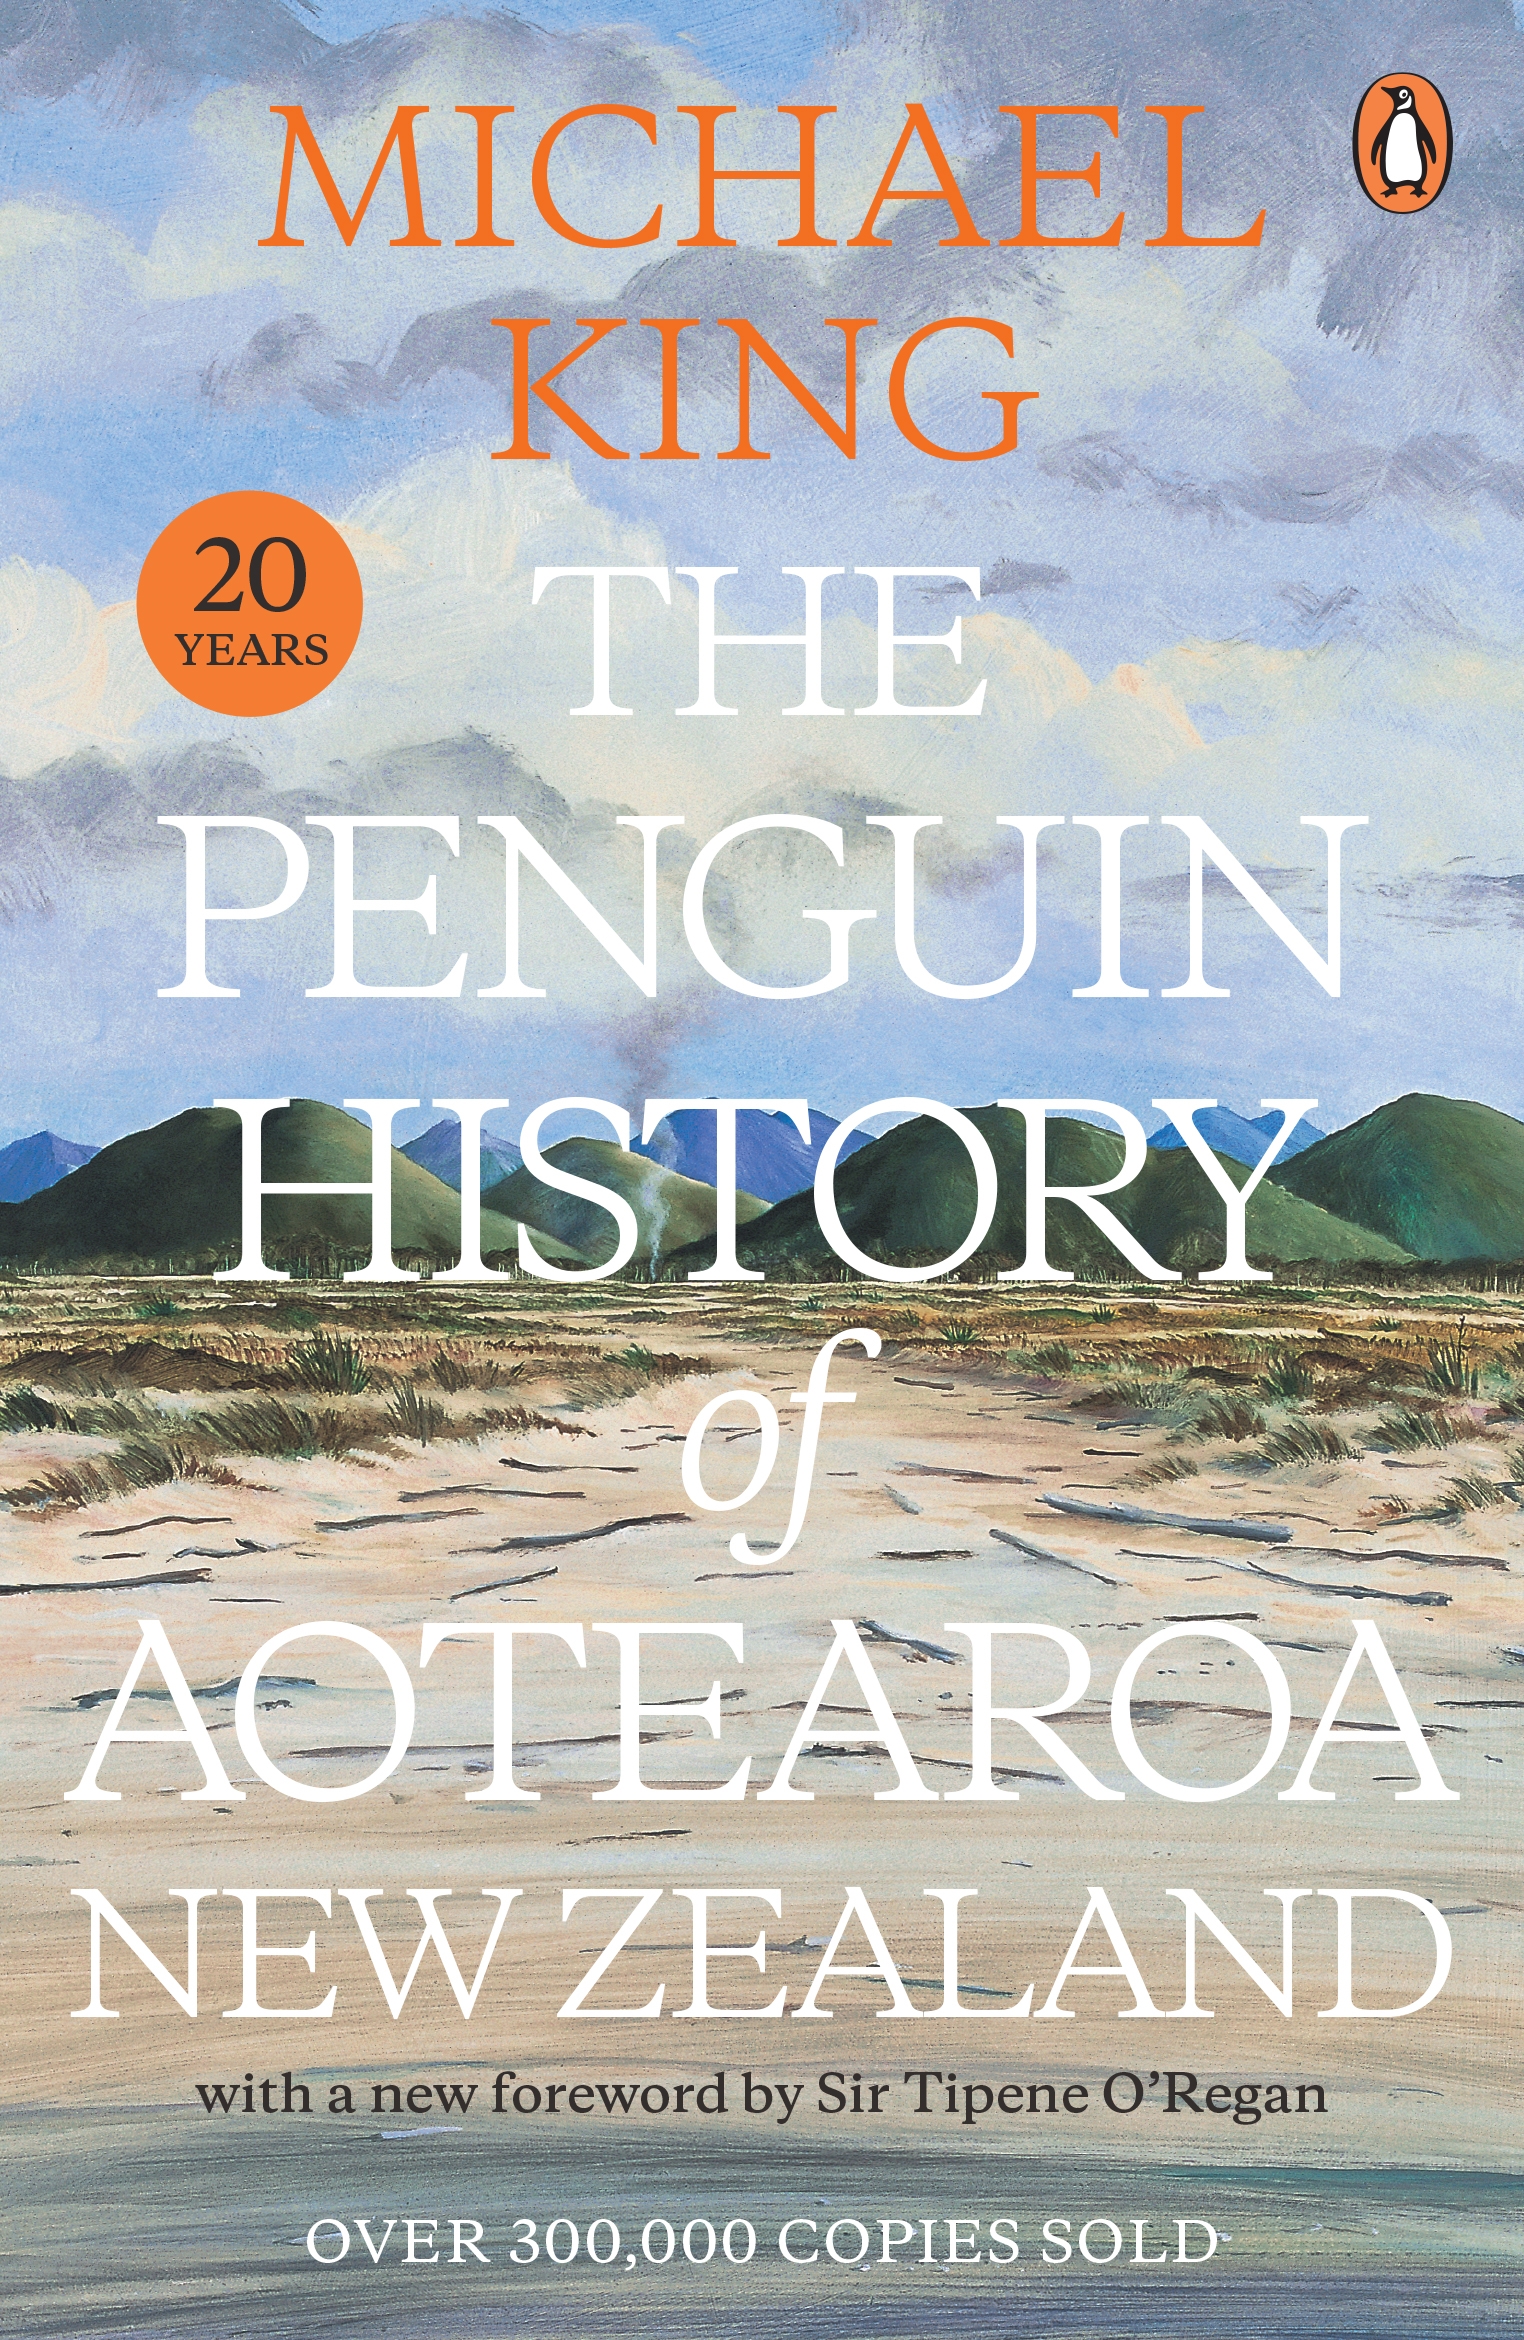 MICHAEL
KING
20
YEARS
THE
PENGUIN
HISTORY
of
AOTEAROA
NEW ZEALAND
with a new foreword by Sir Tipene O’Regan
OVER 300,000 COPIES SOLD